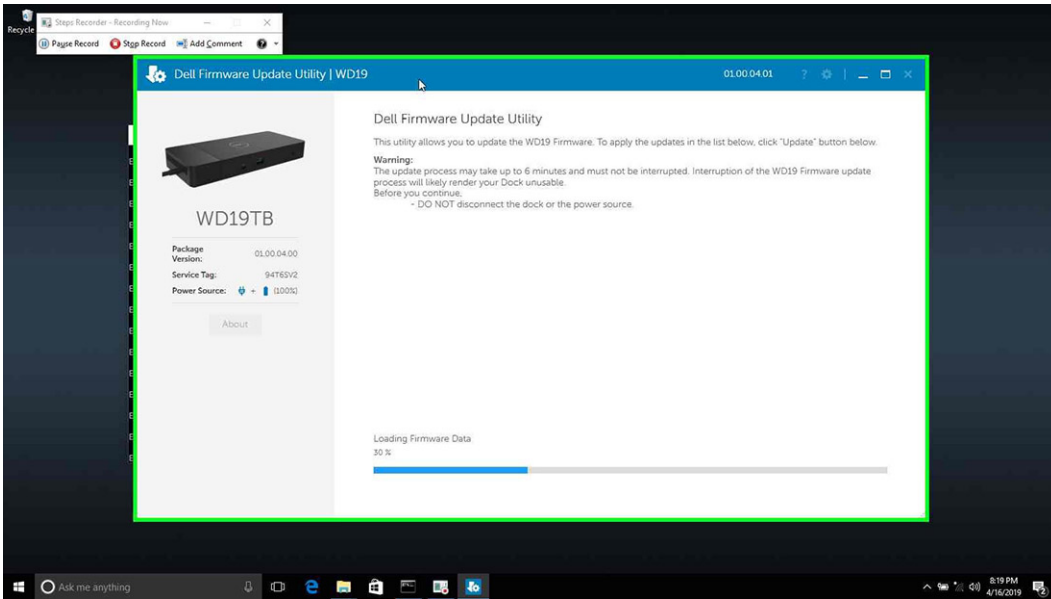 Recycle
Steps Recorder - Recording Now
Pause Record Stop Record Add Comment
Dell Firmware Update Utility | WD19
01.00.04.01
Dell Firmware Update Utility
This utility allows you to update the WD19 Firmware. To apply the updates in the list below, click "Update" button below.
Warning:
The update process may take up to 6 minutes and must not be interrupted. Interruption of the WD19 Firmware update
process will likely render your Dock unusable.
Before you continue,
- DO NOT disconnect the dock or the power source.
WD19TB
Package
Version:
01.00.04.00
Service Tag: 94T6SV2
Power Source: + (100%)
About
Loading Firmware Data
30 %
Ask me anything
8:19 PM
4/16/2019
2